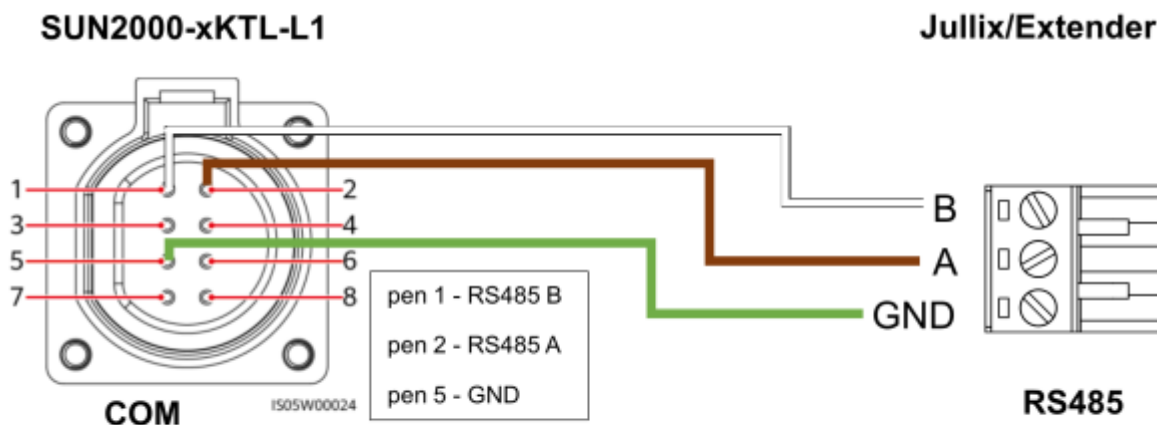 SUN2000-xKTL-L1
Jullix/Extender
1
2
3
4
5
6
7
8
B
A
GND
pen 1 - RS485 B
pen 2 - RS485 A
pen 5 - GND
IS05W00024
COM
RS485